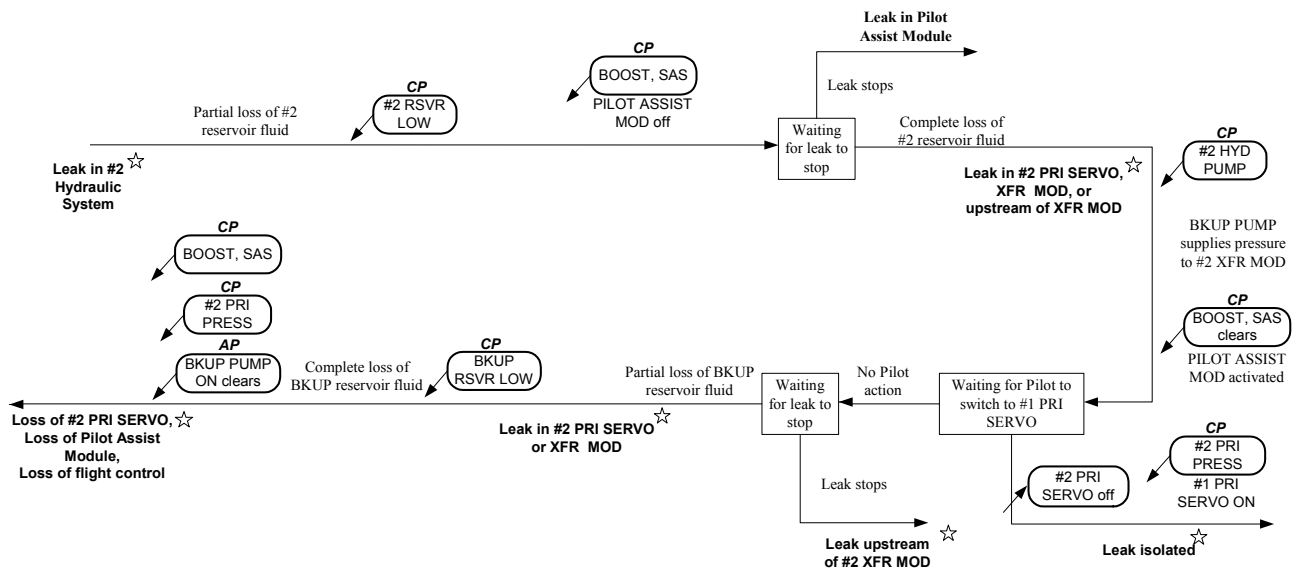 Leak in Pilot
Assist Module
CP
BOOST, SAS
PILOT ASSIST
MOD off
Leak stops
CP
#2 RSVR
LOW
Partial loss of #2
reservoir fluid
Waiting
for leak to
stop
Complete loss of
#2 reservoir fluid
CP
#2 HYD
PUMP
Leak in #2
Hydraulic
System
Leak in #2 PRI SERVO,
XFR MOD, or
upstream of XFR MOD
BKUP PUMP
supplies pressure
to #2 XFR MOD
CP
BOOST, SAS
CP
#2 PRI
PRESS
AP
BKUP PUMP
ON clears
CP
BOOST, SAS
clears
PILOT ASSIST
MOD activated
Complete loss of
BKUP reservoir fluid
CP
BKUP
RSVR LOW
Partial loss of BKUP
reservoir fluid
Waiting
for leak to
stop
No Pilot
action
Waiting for Pilot to
switch to #1 PRI
SERVO
Loss of #2 PRI SERVO,
Loss of Pilot Assist
Module,
Loss of flight control
Leak in #2 PRI SERVO
or XFR MOD
CP
#2 PRI
PRESS
#1 PRI
SERVO ON
#2 PRI
SERVO off
Leak stops
Leak upstream
of #2 XFR MOD
Leak isolated